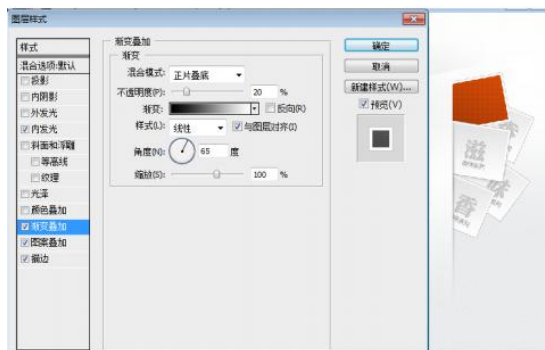 图层样式
样式
混合选项:默认
投影
内阴影
外发光
内发光
斜面和浮雕
等高线
纹理
光泽
颜色叠加
渐变叠加
图案叠加
描边
渐变叠加
渐变
混合模式: 正片叠底
不透明度(P): 20 %
渐变: 反向(R)
样式(L): 线性 与图层对齐(I)
角度(N): 65 度
缩放(S): 100 %
确定
取消
新建样式(W)...
预览(V)
滋
味
香